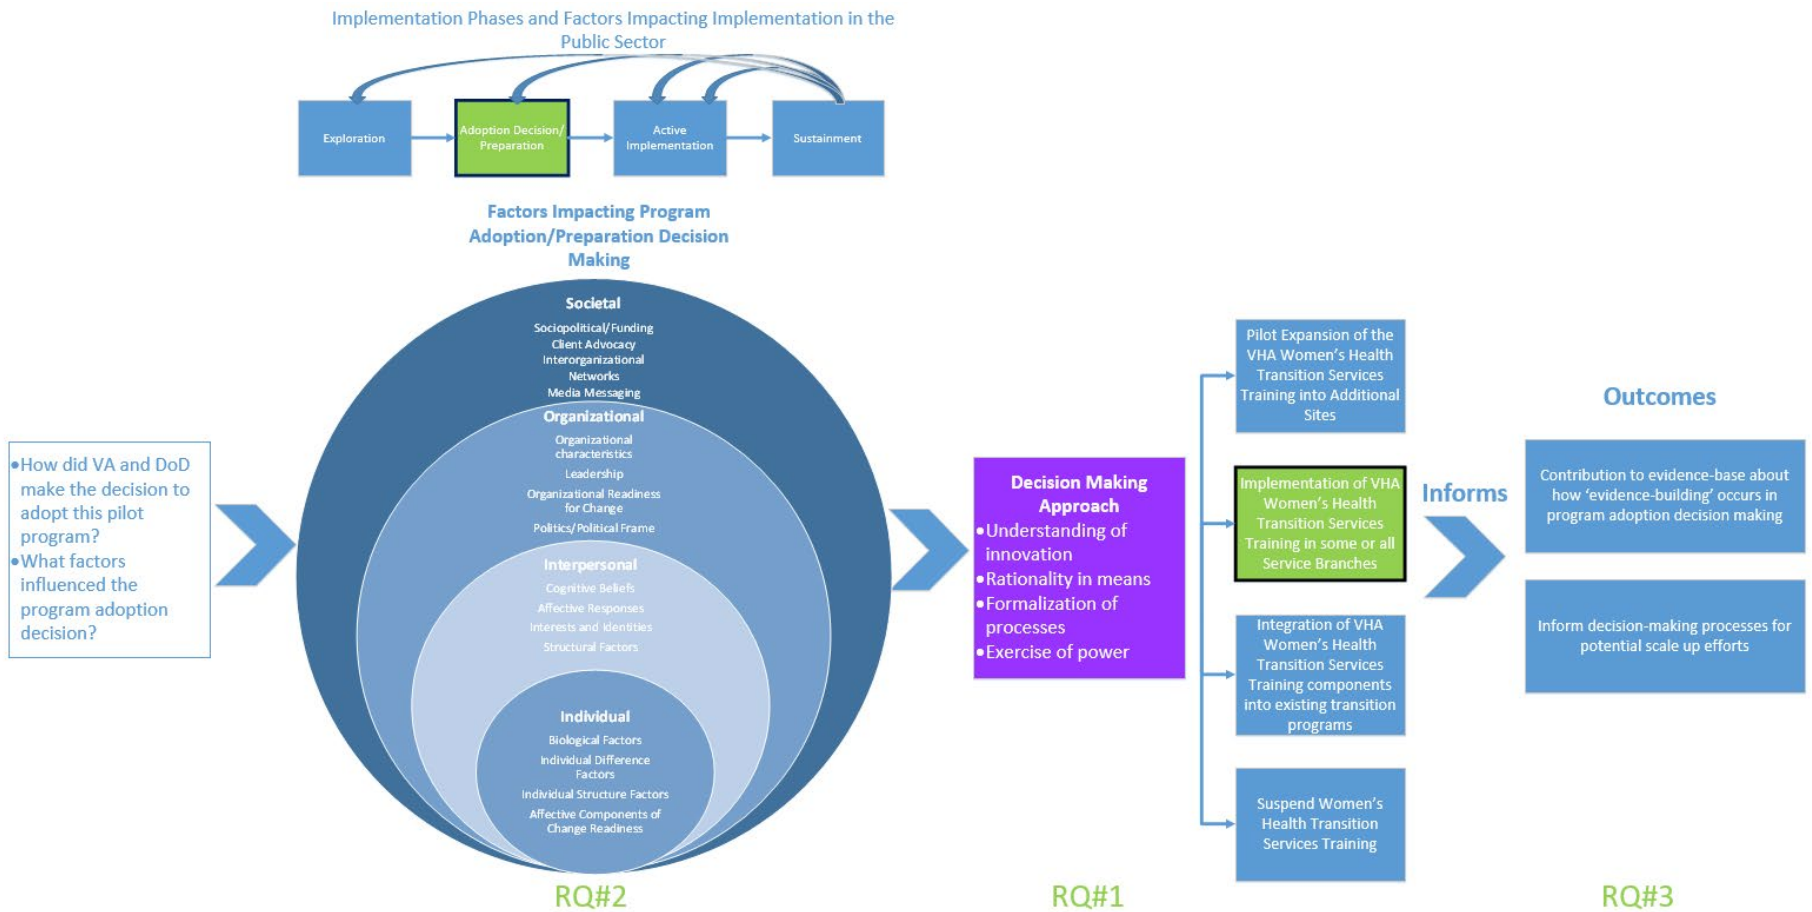 Implementation Phases and Factors Impacting Implementation in the
Public Sector
Exploration
Adoption Decision/
Preparation
Active
Implementation
Sustainment
Factors Impacting Program
Adoption/Preparation Decision
Making
•How did VA and DoD
make the decision to
adopt this pilot
program?
•What factors
influenced the
program adoption
decision?
Societal
Sociopolitical/Funding
Client Advocacy
Interorganizational
Networks
Media Messaging
Organizational
Organizational
characteristics
Leadership
Organizational Readiness
for Change
Politics/Political Frame
Interpersonal
Cognitive Beliefs
Affective Responses
Interests and Identities
Structural Factors
Individual
Biological Factors
Individual Difference
Factors
Individual Structure Factors
Affective Components of
Change Readiness
RQ#2
Decision Making
Approach
•Understanding of
innovation
•Rationality in means
•Formalization of
processes
•Exercise of power
RQ#1
Pilot Expansion of the
VHA Women's Health
Transition Services
Training into Additional
Sites
Implementation of VHA
Women's Health
Transition Services
Training in some or all
Service Branches
Integration of VHA
Women's Health
Transition Services
Training components
into existing transition
programs
Suspend Women's
Health Transition
Services Training
Informs
Outcomes
Contribution to evidence-base about
how 'evidence-building' occurs in
program adoption decision making
Inform decision-making processes for
potential scale up efforts
RQ#3